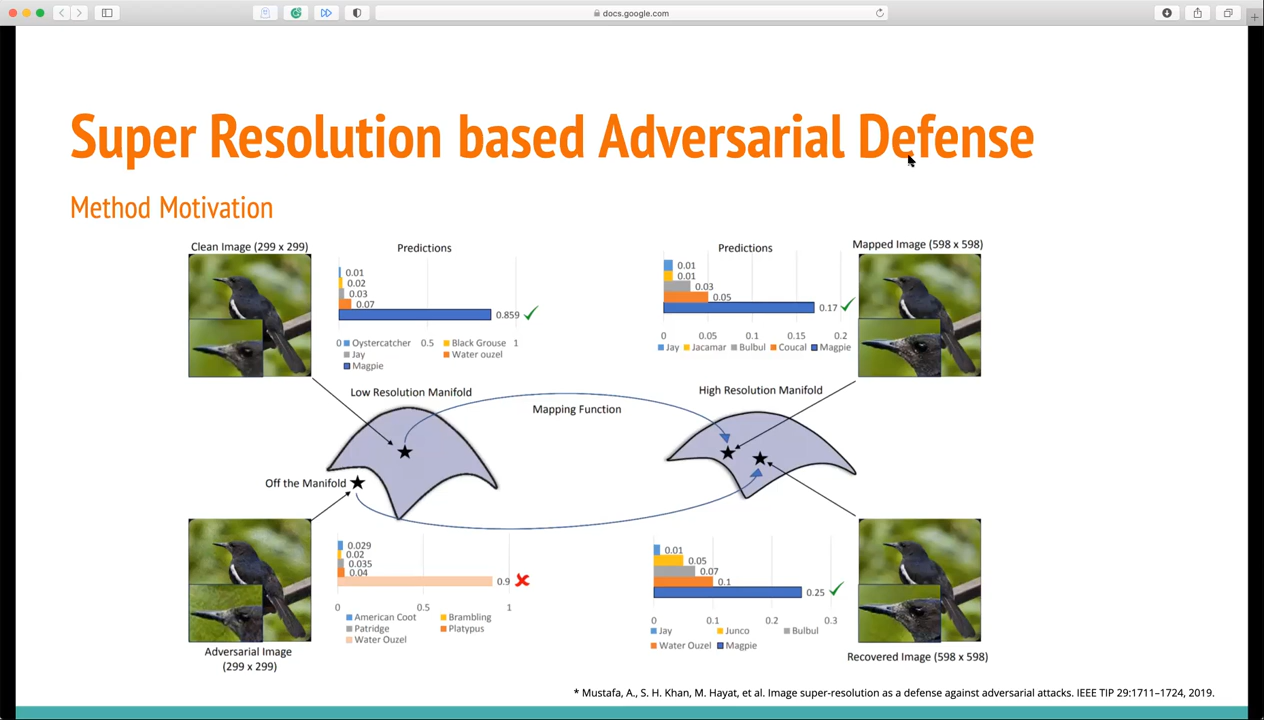 docs.google.com
Super Resolution based Adversarial Defense
Method Motivation
Clean Image (299 x 299)
Predictions
0.01
0.02
0.03
0.07
0.859
0 0.5 1
Oystercatcher
Black Grouse
Jay
Water ouzel
Magpie
Predictions
0.01
0.01
0.03
0.05
0.17
0 0.05 0.1 0.15 0.2
Jay Jacamar Bulbul Coucal Magpie
Mapped Image (598 x 598)
Low Resolution Manifold
Mapping Function
High Resolution Manifold
Off the Manifold
0.029
0.02
0.035
0.04
0.9
0 0.5 1
American Coot
Brambling
Patridge
Platypus
Water Ouzel
0.01
0.05
0.07
0.1
0.25
0 0.1 0.2 0.3
Jay Junco Bulbul
Water Ouzel Magpie
Adversarial Image
(299 x 299)
Recovered Image (598 x 598)
* Mustafa, A., S. H. Khan, M. Hayat, et al. Image super-resolution as a defense against adversarial attacks. IEEE TIP 29:1711–1724, 2019.